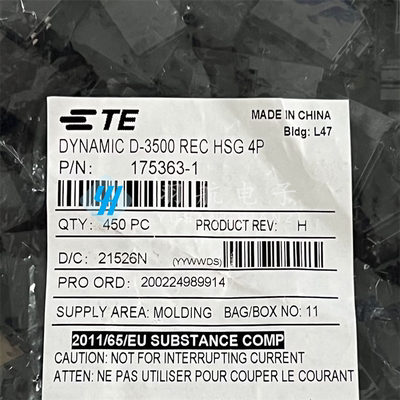 TE
MADE IN CHINA
Bldg: L47
DYNAMIC D-3500 REC HSG 4P
P/N: 175363-1
QTY: 450 PC PRODUCT REV: H
D/C: 21526N (YYWWDS)
PRO ORD: 200224989914
SUPPLY AREA: MOLDING BAG/BOX NO: 11
2011/65/EU SUBSTANCE COMP
CAUTION: NOT FOR INTERRUPTING CURRENT
ATTEN: NE PAS UTILISER POUR COUPER LE COURANT